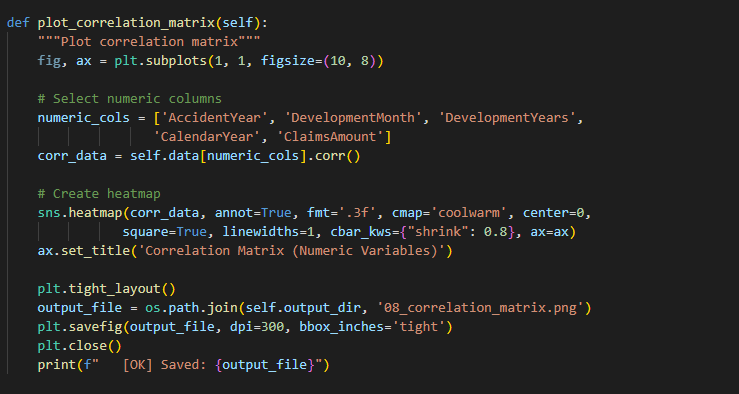 def plot_correlation_matrix(self):
    """Plot correlation matrix"""
    fig, ax = plt.subplots(1, 1, figsize=(10, 8))

    # Select numeric columns
    numeric_cols = ['AccidentYear', 'DevelopmentMonth', 'DevelopmentYears',
                   'CalendarYear', 'ClaimsAmount']
    corr_data = self.data[numeric_cols].corr()

    # Create heatmap
    sns.heatmap(corr_data, annot=True, fmt='.3f', cmap='coolwarm', center=0,
               square=True, linewidths=1, cbar_kws={"shrink": 0.8}, ax=ax)
    ax.set_title('Correlation Matrix (Numeric Variables)')

    plt.tight_layout()
    output_file = os.path.join(self.output_dir, '08_correlation_matrix.png')
    plt.savefig(output_file, dpi=300, bbox_inches='tight')
    plt.close()
    print(f"   [OK] Saved: {output_file}")